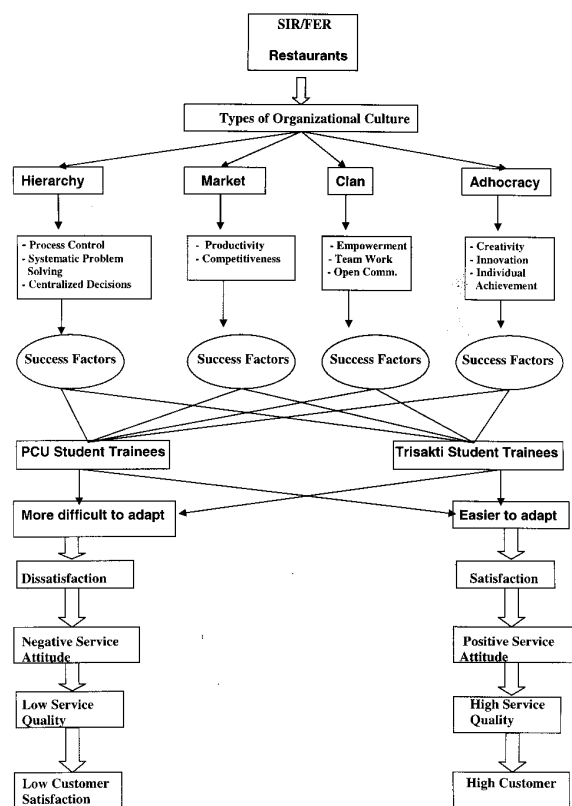 SIR/FER
Restaurants
Types of Organizational Culture
Hierarchy
Market
Clan
Adhocracy
- Process Control
- Systematic Problem
Solving
- Centralized Decisions
- Productivity
- Competitiveness
- Empowerment
- Team Work
- Open Comm.
- Creativity
- Innovation
- Individual
Achievement
Success Factors
Success Factors
Success Factors
Success Factors
PCU Student Trainees
Trisakti Student Trainees
More difficult to adapt
Easier to adapt
Dissatisfaction
Satisfaction
Negative Service
Attitude
Positive Service
Attitude
Low Service
Quality
High Service
Quality
Low Customer
Satisfaction
High Customer